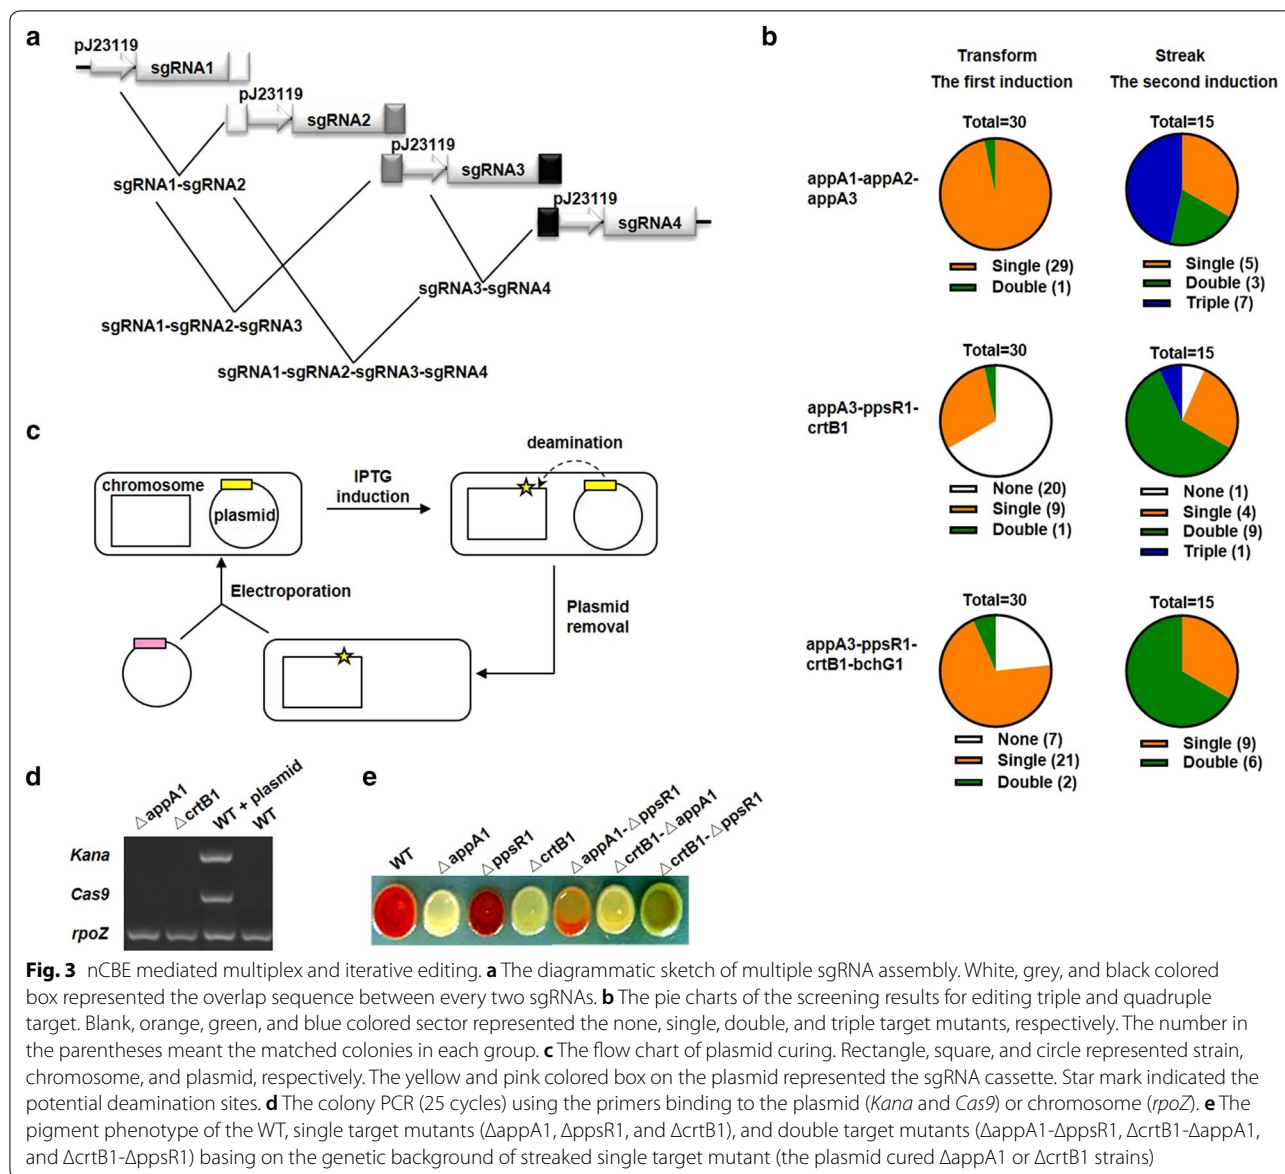 a
pJ23119
sgRNA1
pJ23119
sgRNA2
pJ23119
sgRNA3
pJ23119
sgRNA4
sgRNA1-sgRNA2
sgRNA3-sgRNA4
sgRNA1-sgRNA2-sgRNA3
sgRNA1-sgRNA2-sgRNA3-sgRNA4
b
Transform
The first induction
Streak
The second induction
appA1-appA2-
appA3
Total=30
Single (29)
Double (1)
Total=15
Single (5)
Double (3)
Triple (7)
appA3-ppsR1-
crtB1
Total=30
None (20)
Single (9)
Double (1)
Total=15
None (1)
Single (4)
Double (9)
Triple (1)
appA3-ppsR1-
crtB1-bchG1
Total=30
None (7)
Single (21)
Double (2)
Total=15
Single (9)
Double (6)
c
chromosome
plasmid
IPTG
induction
deamination
Plasmid
removal
Electroporation
d
△appA1
△crtB1
WT + plasmid
WT
Kana
Cas9
rpoZ
e
WT
△appA1
△ppsR1
△crtB1
△appA1-△ppsR1
△crtB1-△appA1
△crtB1-△ppsR1
Fig. 3 nCBE mediated multiplex and iterative editing. a The diagrammatic sketch of multiple sgRNA assembly. White, grey, and black colored
box represented the overlap sequence between every two sgRNAs. b The pie charts of the screening results for editing triple and quadruple
target. Blank, orange, green, and blue colored sector represented the none, single, double, and triple target mutants, respectively. The number in
the parentheses meant the matched colonies in each group. c The flow chart of plasmid curing. Rectangle, square, and circle represented strain,
chromosome, and plasmid, respectively. The yellow and pink colored box on the plasmid represented the sgRNA cassette. Star mark indicated the
potential deamination sites. d The colony PCR (25 cycles) using the primers binding to the plasmid (Kana and Cas9) or chromosome (rpoZ). e The
pigment phenotype of the WT, single target mutants (ΔappA1, ΔppsR1, and ΔcrtB1), and double target mutants (ΔappA1-ΔppsR1, ΔcrtB1-ΔappA1,
and ΔcrtB1-ΔppsR1) basing on the genetic background of streaked single target mutant (the plasmid cured ΔappA1 or ΔcrtB1 strains)